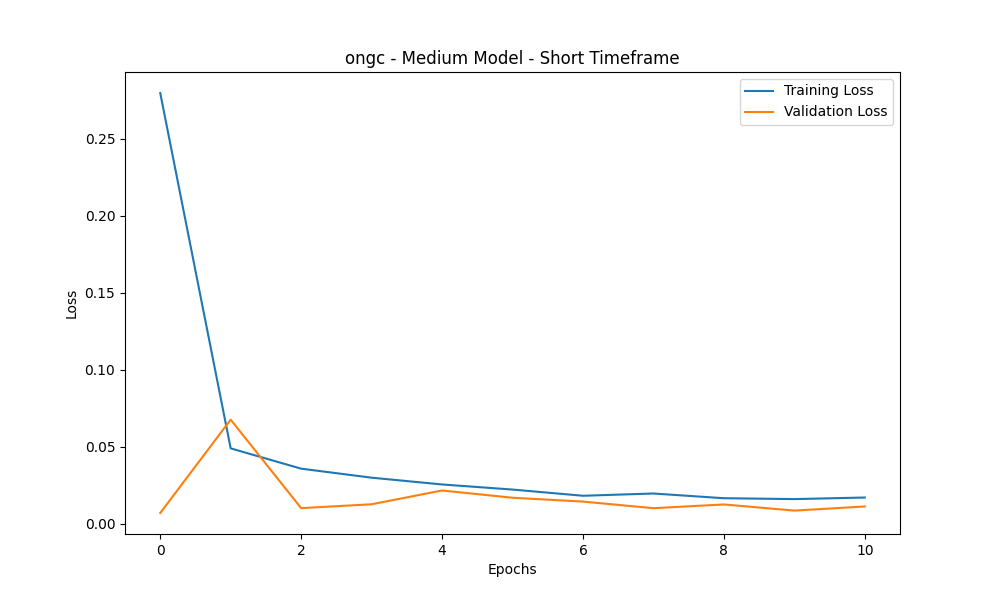 ongc - Medium Model - Short Timeframe
Training Loss
Validation Loss
0.25
0.20
0.15
0.10
0.05
0.00
Loss
0 2 4 6 8 10
Epochs